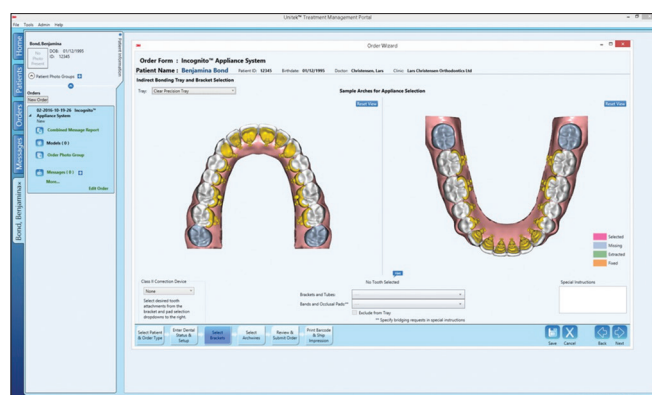 Unitek™ Treatment Management Portal
File Tools Admin Help
Home
Patients
Orders
Messages
Bond, Benjamina
Patient Information
Bond, Benjamina
No Photo Present
DOB: 01/12/1995
ID: 12345
Patient Photo Groups
Orders
New Order
02-2016-10-19-26 Incognito™
Appliance System
New
Combined Message Report
Models ( 0 )
Order Photo Group
Messages ( 0 )
More...
Edit Order
Order Wizard
Order Form : Incognito™ Appliance System
Patient Name : Benjamina Bond Patient ID: 12345 Birthdate: 01/12/1995 Doctor: Christensen, Lars Clinic: Lars Christensen Orthodontics Ltd
Indirect Bonding Tray and Bracket Selection
Tray: Clear Precision Tray
Sample Arches for Appliance Selection
Reset View
Reset View
Selected
Missing
Extracted
Fixed
Class II Correction Device
None
Select desired tooth
attachments from the
bracket and pad selection
dropdowns to the right.
No Tooth Selected
Brackets and Tubes:
Bands and Occlusal Pads**
Exclude from Tray
** Specify bridging requests in special instructions
Special Instructions
Select Patient
& Order Type
Enter Dental
Status &
Setup
Select
Brackets
Select
Archwires
Review &
Submit Order
Print Barcode
& Ship
Impression
Save Cancel Back Next